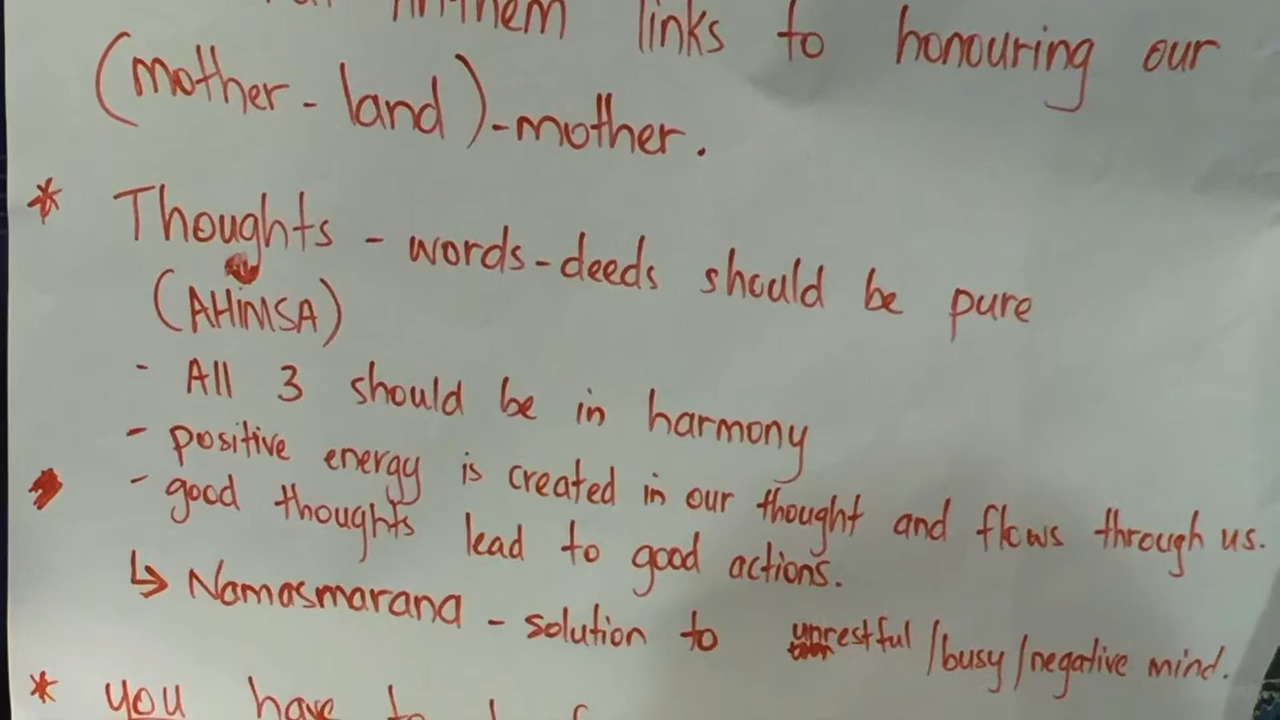 links to honouring our
(mother - land) - mother.
* Thoughts - words - deeds should be pure
(AHiMSA)
- All 3 should be in harmony
- positive energy is created in our thought and flows through us.
- good thoughts lead to good actions.
↳ Namasmarana - solution to unrestful /busy /negative mind.
* you have to